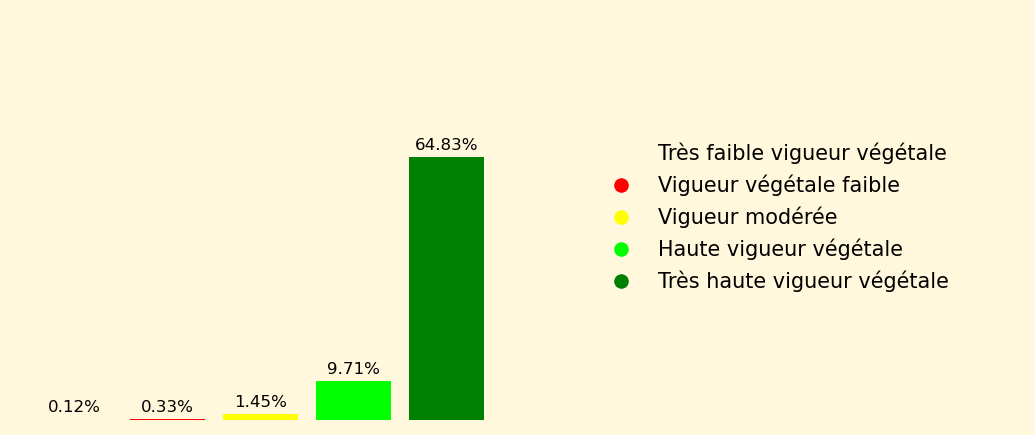 64.83%
9.71%
1.45%
0.33%
0.12%
Très faible vigueur végétale
Vigueur végétale faible
Vigueur modérée
Haute vigueur végétale
Très haute vigueur végétale